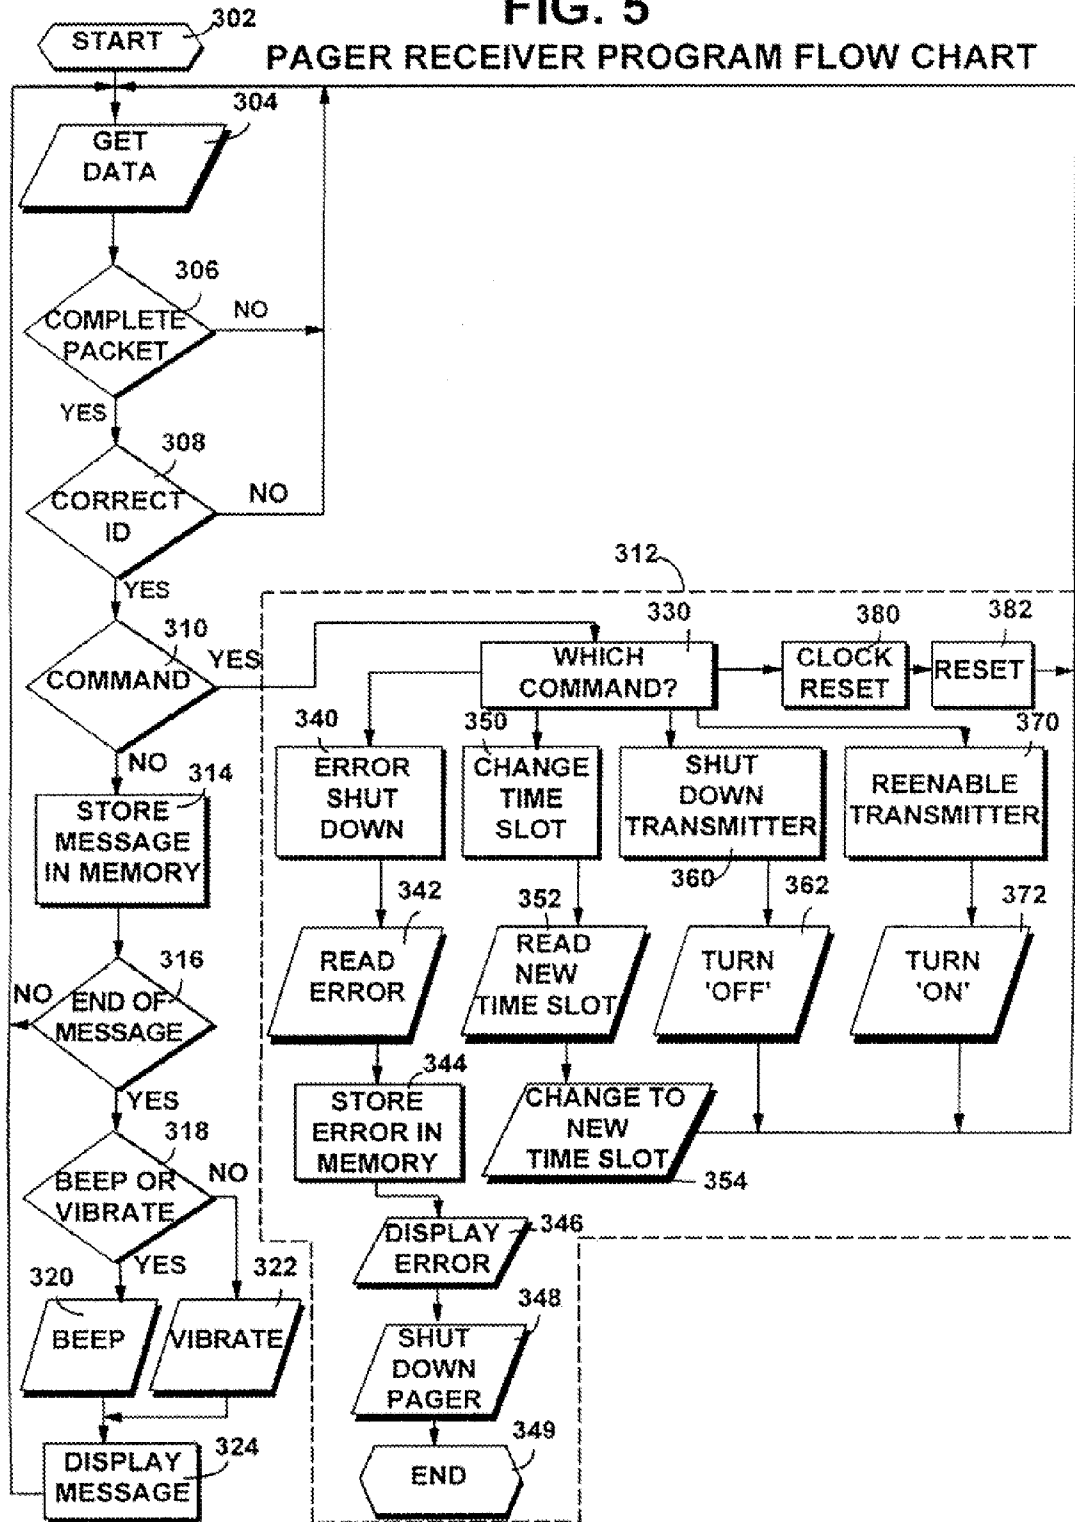 FIG. 5
PAGER RECEIVER PROGRAM FLOW CHART
START
302
GET
DATA
304
COMPLETE
PACKET
306
NO
YES
CORRECT
ID
308
NO
YES
COMMAND
310
YES
NO
STORE
MESSAGE
IN MEMORY
314
END OF
MESSAGE
316
NO
YES
BEEP OR
VIBRATE
318
NO
YES
320
BEEP
322
VIBRATE
DISPLAY
MESSAGE
324
312
330
WHICH
COMMAND?
380
CLOCK
RESET
382
RESET
340
ERROR
SHUT
DOWN
350
CHANGE
TIME
SLOT
SHUT
DOWN
TRANSMITTER
360
370
REENABLE
TRANSMITTER
342
READ
ERROR
352
READ
NEW
TIME SLOT
362
TURN
'OFF'
372
TURN
'ON'
344
STORE
ERROR IN
MEMORY
CHANGE TO
NEW
TIME SLOT
354
DISPLAY
ERROR
346
SHUT
DOWN
PAGER
348
END
349